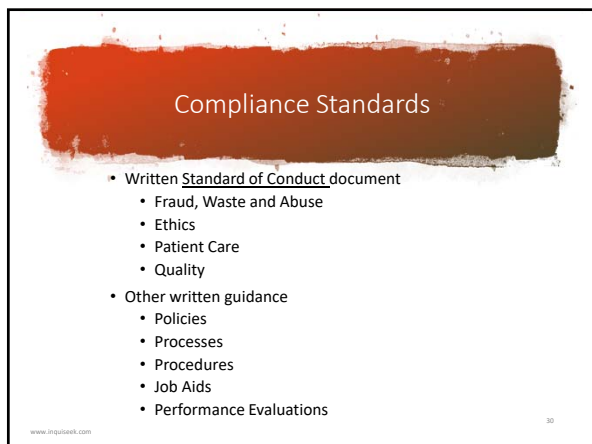 Compliance Standards
• Written Standard of Conduct document
• Fraud, Waste and Abuse
• Ethics
• Patient Care
• Quality
• Other written guidance
• Policies
• Processes
• Procedures
• Job Aids
• Performance Evaluations
www.inquiseek.com
30